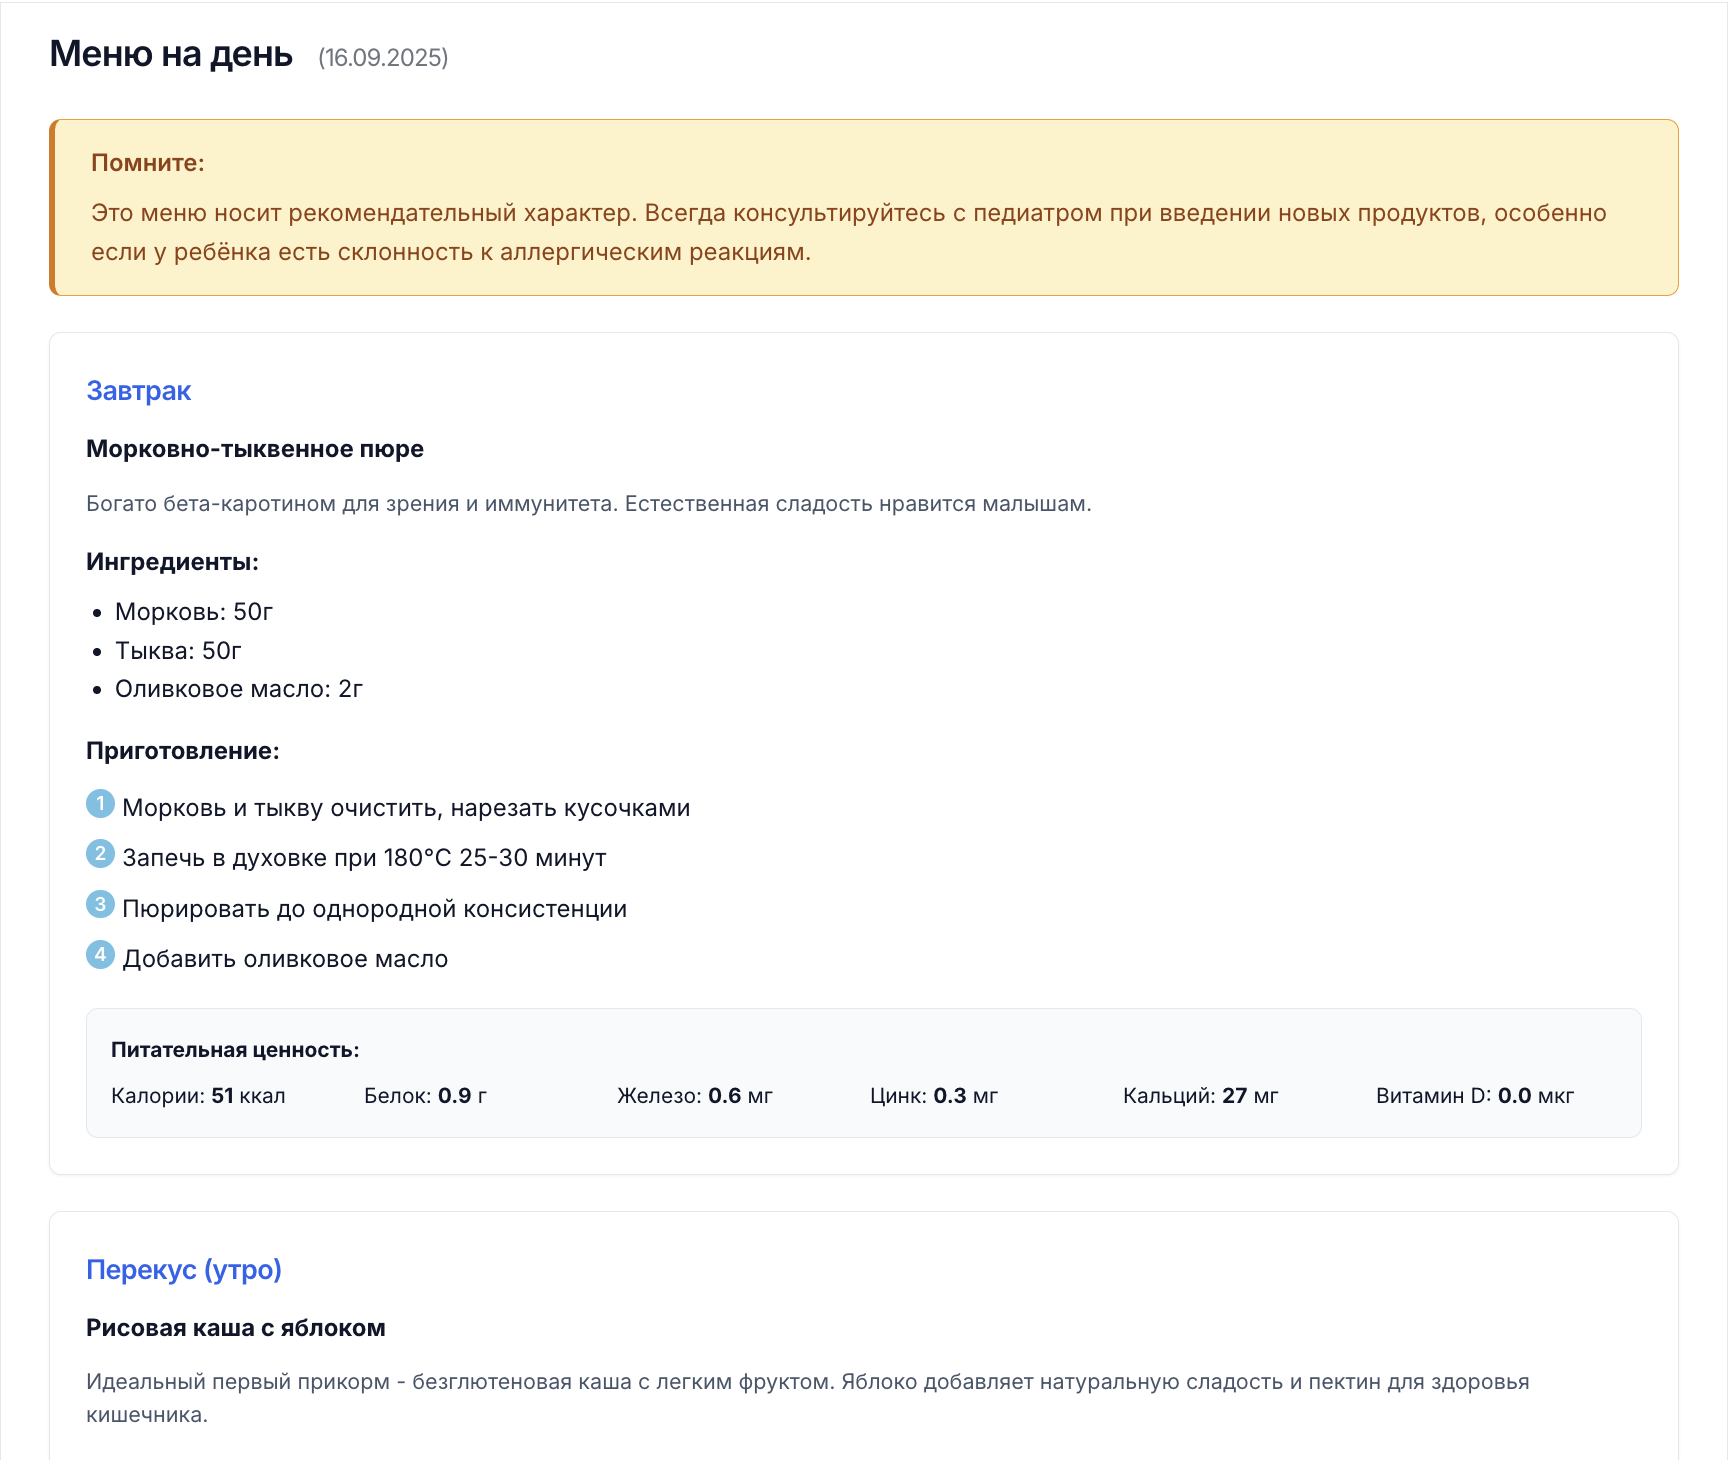 Меню на день (16.09.2025)
Помните:
Это меню носит рекомендательный характер. Всегда консультируйтесь с педиатром при введении новых продуктов, особенно
если у ребёнка есть склонность к аллергическим реакциям.
Завтрак
Морковно-тыквенное пюре
Богато бета-каротином для зрения и иммунитета. Естественная сладость нравится малышам.
Ингредиенты:
• Морковь: 50г
• Тыква: 50г
• Оливковое масло: 2г
Приготовление:
1 Морковь и тыкву очистить, нарезать кусочками
2 Запечь в духовке при 180°C 25-30 минут
3 Пюрировать до однородной консистенции
4 Добавить оливковое масло
Питательная ценность:
Калории: 51 ккал Белок: 0.9 г Железо: 0.6 мг Цинк: 0.3 мг Кальций: 27 мг Витамин D: 0.0 мкг
Перекус (утро)
Рисовая каша с яблоком
Идеальный первый прикорм - безглютеновая каша с легким фруктом. Яблоко добавляет натуральную сладость и пектин для здоровья
кишечника.